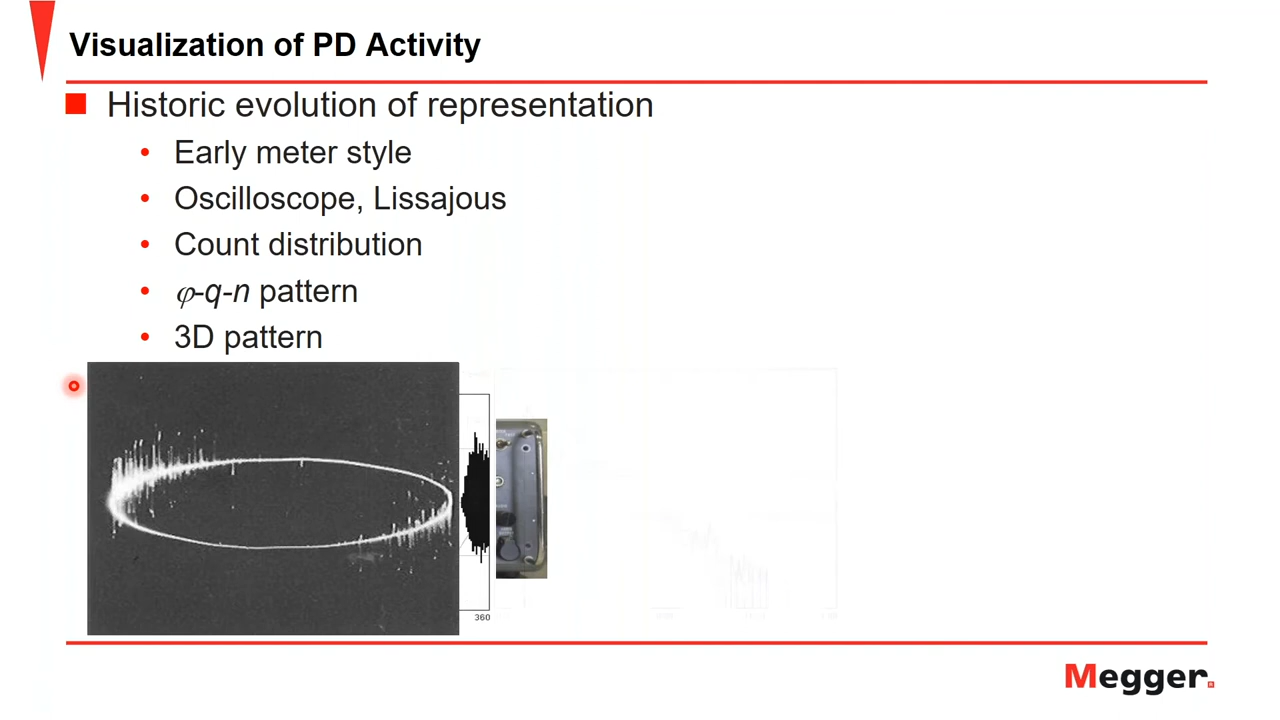 Visualization of PD Activity
Historic evolution of representation
• Early meter style
• Oscilloscope, Lissajous
• Count distribution
• φ-q-n pattern
• 3D pattern
360
Megger.